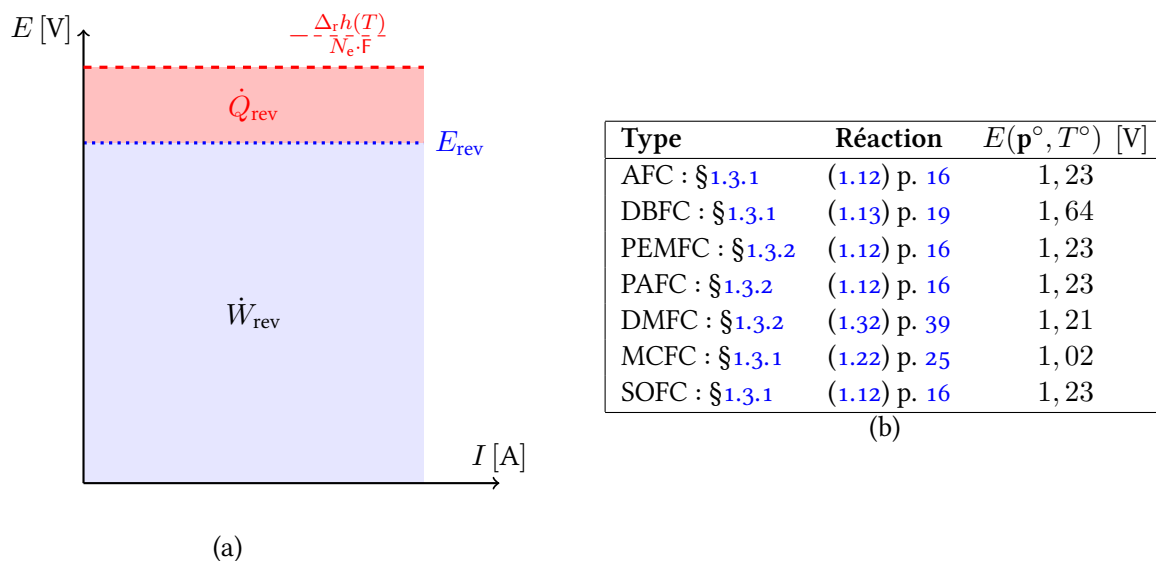 E [V]
−Δᵣh(T)/(Nₑ·F)
Q̇rev
Erev
Ẇrev
I [A]
(a)
Type Réaction E(p°, T°) [V]
AFC : §1.3.1 (1.12) p. 16 1, 23
DBFC : §1.3.1 (1.13) p. 19 1, 64
PEMFC : §1.3.2 (1.12) p. 16 1, 23
PAFC : §1.3.2 (1.12) p. 16 1, 23
DMFC : §1.3.2 (1.32) p. 39 1, 21
MCFC : §1.3.1 (1.22) p. 25 1, 02
SOFC : §1.3.1 (1.12) p. 16 1, 23
(b)